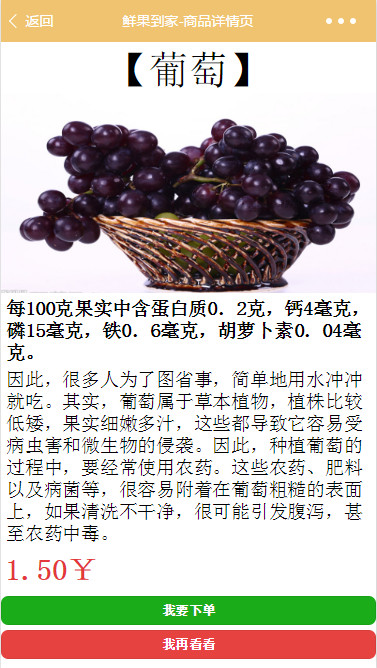 返回 鲜果到家-商品详情页
【葡萄】
每100克果实中含蛋白质0．2克，钙4毫克，
磷15毫克，铁0．6毫克，胡萝卜素0．04毫
克。
因此，很多人为了图省事，简单地用水冲冲
就吃。其实，葡萄属于草本植物，植株比较
低矮，果实细嫩多汁，这些都导致它容易受
病虫害和微生物的侵袭。因此，种植葡萄的
过程中，要经常使用农药。这些农药、肥料
以及病菌等，很容易附着在葡萄粗糙的表面
上，如果清洗不干净，很可能引发腹泻，甚
至农药中毒。
1.50￥
我要下单
我再看看